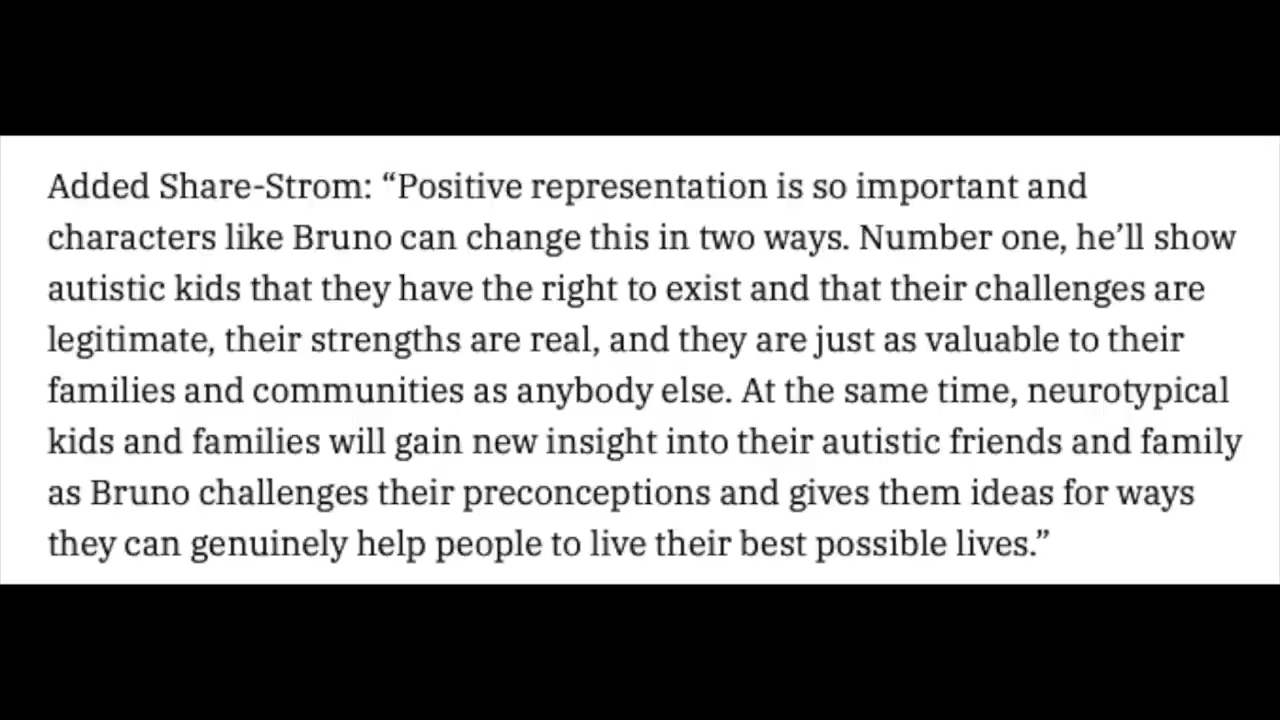 Added Share-Strom: “Positive representation is so important and
characters like Bruno can change this in two ways. Number one, he’ll show
autistic kids that they have the right to exist and that their challenges are
legitimate, their strengths are real, and they are just as valuable to their
families and communities as anybody else. At the same time, neurotypical
kids and families will gain new insight into their autistic friends and family
as Bruno challenges their preconceptions and gives them ideas for ways
they can genuinely help people to live their best possible lives.”